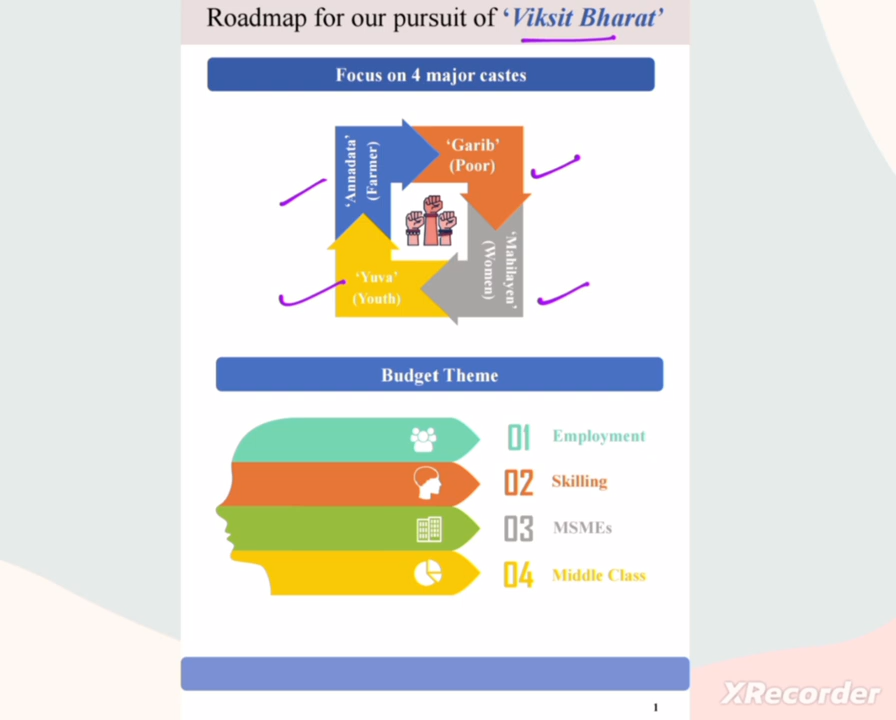 Roadmap for our pursuit of ‘Viksit Bharat’
Focus on 4 major castes
‘Annadata’
(Farmer)
‘Garib’
(Poor)
‘Mahilayen’
(Women)
‘Yuva’
(Youth)
Budget Theme
01 Employment
02 Skilling
03 MSMEs
04 Middle Class
1
XRecorder